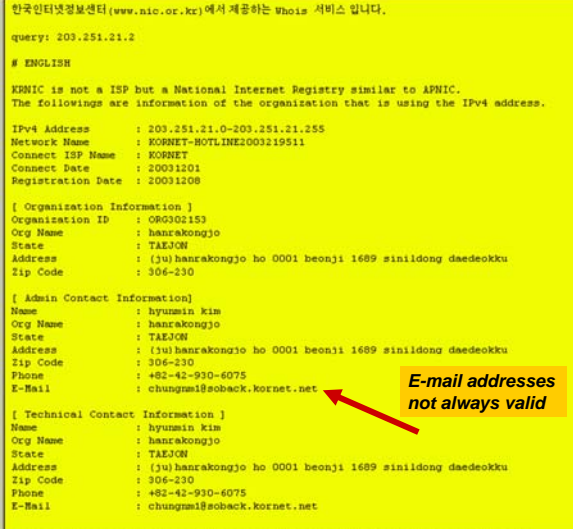 한국인터넷정보센터(www.nic.or.kr)에서 제공하는 Whois 서비스 입니다.
query: 203.251.21.2
# ENGLISH
KRNIC is not a ISP but a National Internet Registry similar to APNIC.
The followings are information of the organization that is using the IPv4 address.
IPv4 Address : 203.251.21.0-203.251.21.255
Network Name : KORNET-HOTLINE2003219511
Connect ISP Name : KORNET
Connect Date : 20031201
Registration Date : 20031208
[ Organization Information ]
Organization ID : ORG302153
Org Name : hanrakongjo
State : TAEJON
Address : (ju)hanrakongjo ho 0001 beonji 1689 sinildong daedeokku
Zip Code : 306-230
[ Admin Contact Information]
Name : hyunmin kim
Org Name : hanrakongjo
State : TAEJON
Address : (ju)hanrakongjo ho 0001 beonji 1689 sinildong daedeokku
Zip Code : 306-230
Phone : +82-42-930-6075
E-Mail : chungnm1@soback.kornet.net
E-mail addresses
not always valid
[ Technical Contact Information ]
Name : hyunmin kim
Org Name : hanrakongjo
State : TAEJON
Address : (ju)hanrakongjo ho 0001 beonji 1689 sinildong daedeokku
Zip Code : 306-230
Phone : +82-42-930-6075
E-Mail : chungnm1@soback.kornet.net